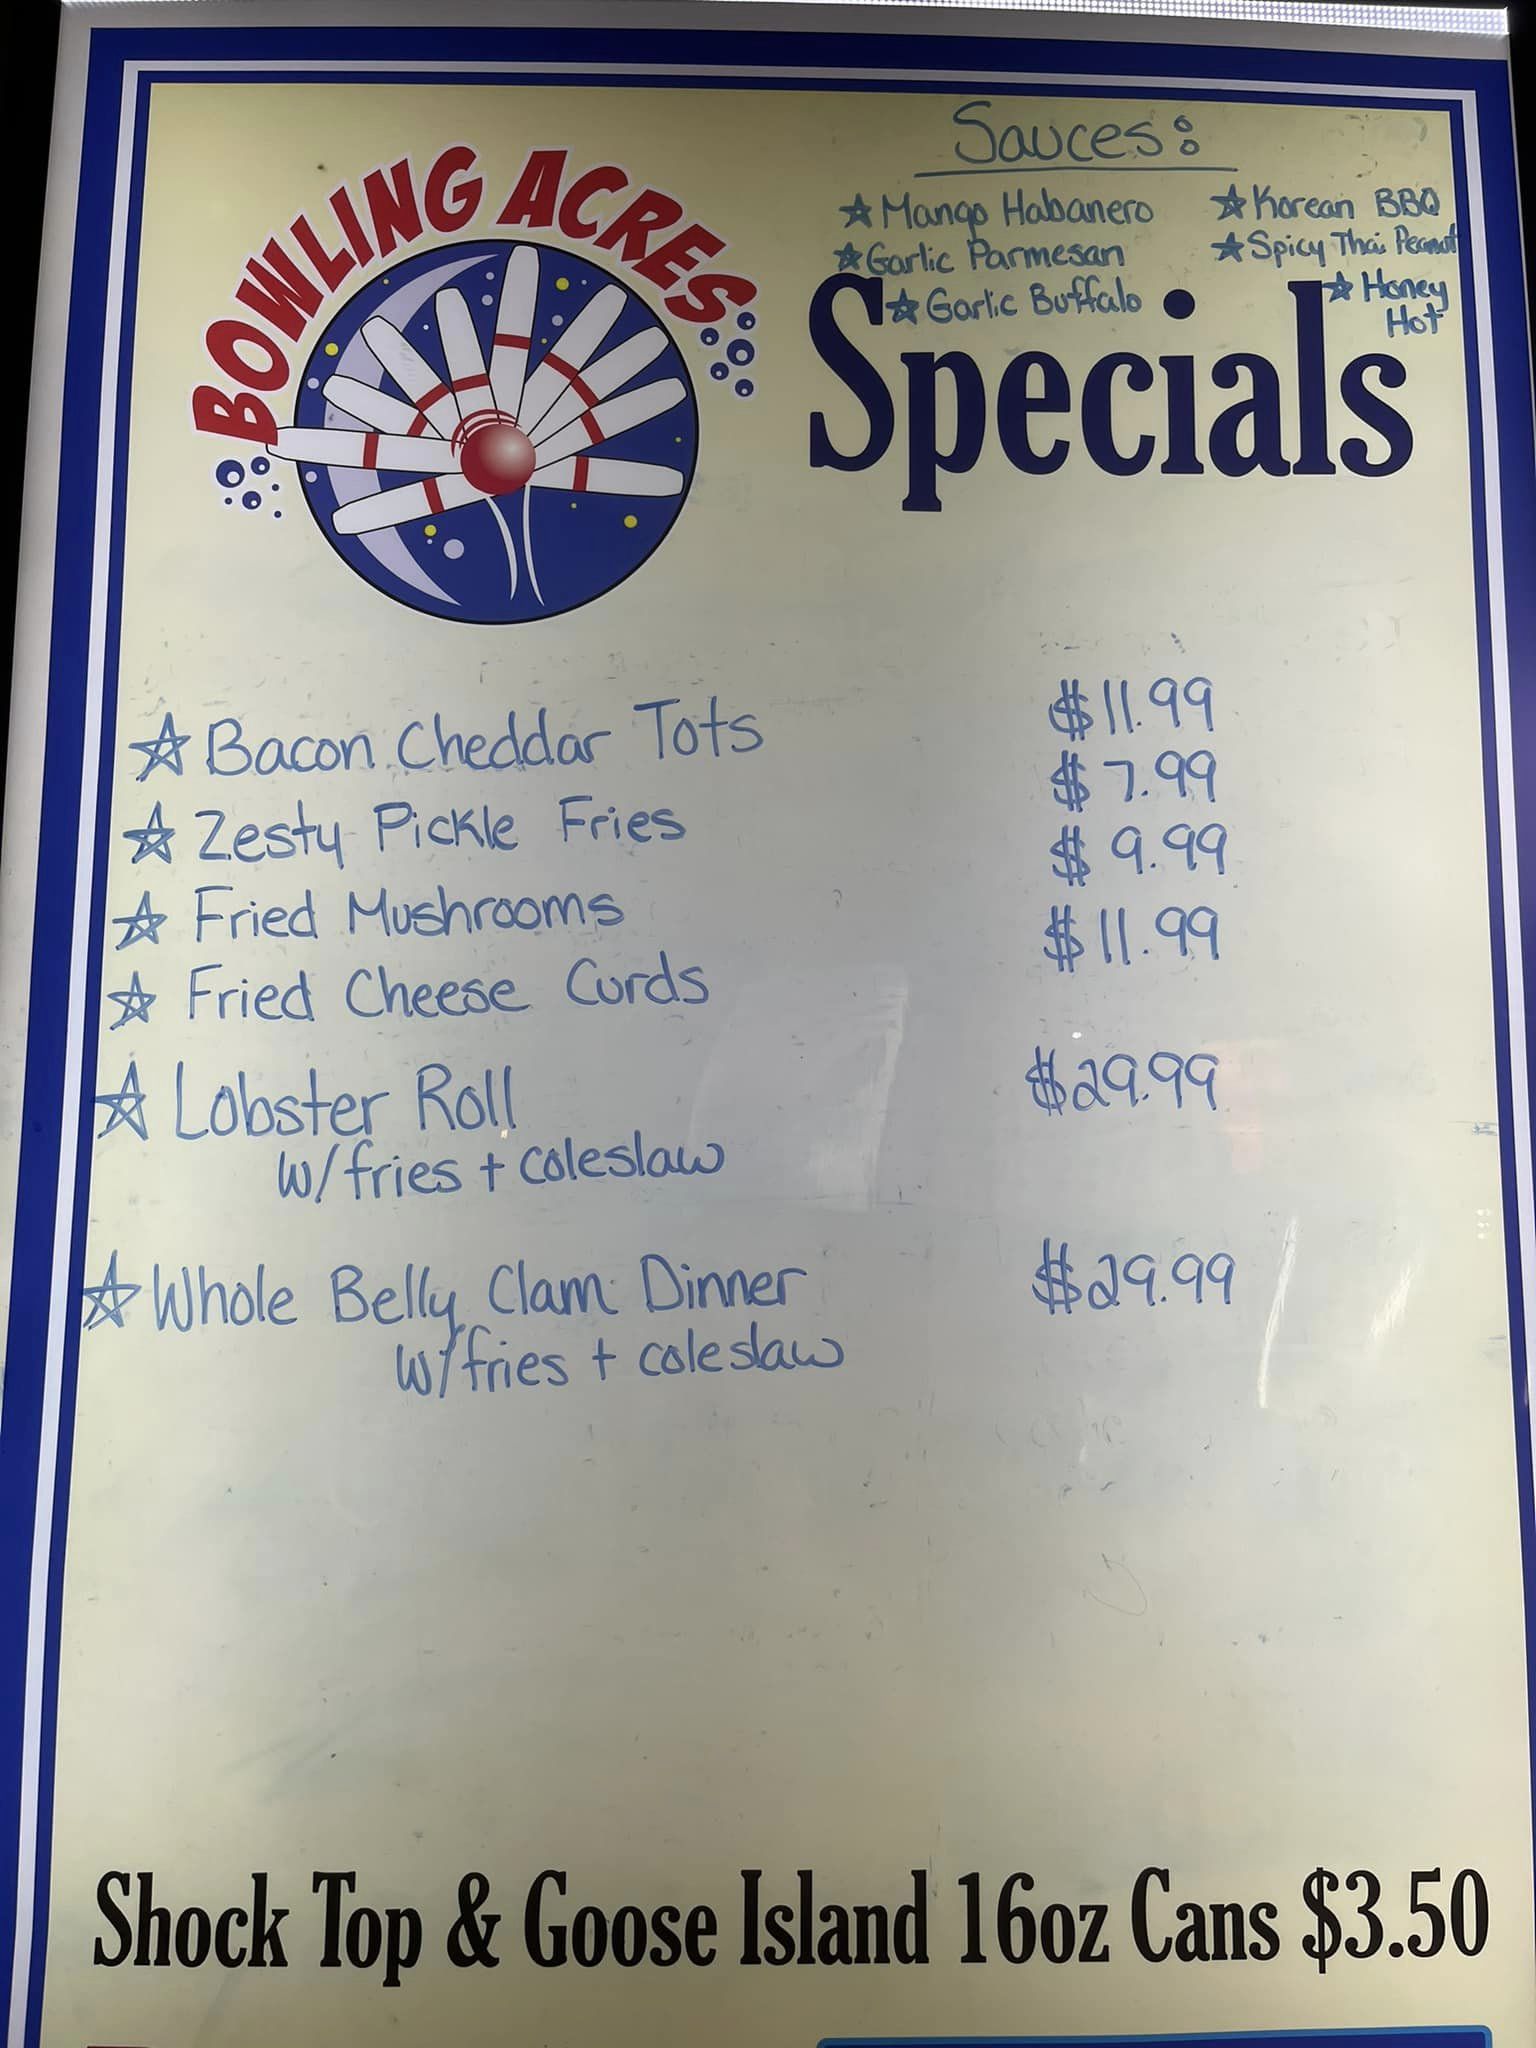 BOWLING ACRES
Sauces:
☆ Mango Habanero ☆ Korean BBQ
☆ Garlic Parmesan ☆ Spicy Thai Peanut
☆ Garlic Buffalo ☆ Honey
Hot
Specials
☆ Bacon Cheddar Tots $11.99
☆ Zesty Pickle Fries $7.99
☆ Fried Mushrooms $9.99
☆ Fried Cheese Curds $11.99
☆ Lobster Roll $29.99
w/fries + coleslaw
☆ Whole Belly Clam Dinner $29.99
w/fries + coleslaw
Shock Top & Goose Island 16oz Cans $3.50